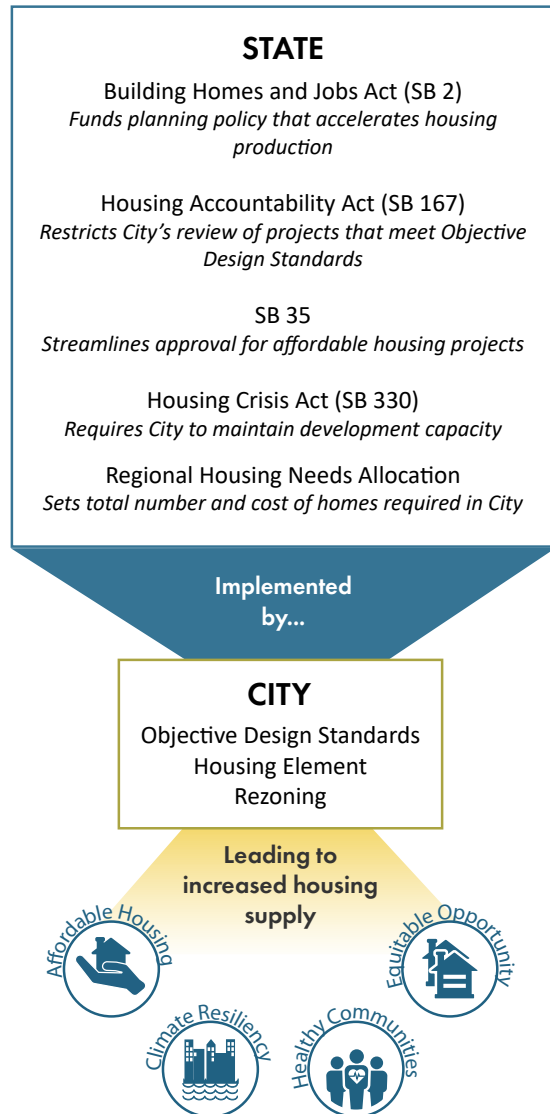 STATE
Building Homes and Jobs Act (SB 2)
Funds planning policy that accelerates housing
production
Housing Accountability Act (SB 167)
Restricts City’s review of projects that meet Objective
Design Standards
SB 35
Streamlines approval for affordable housing projects
Housing Crisis Act (SB 330)
Requires City to maintain development capacity
Regional Housing Needs Allocation
Sets total number and cost of homes required in City
Implemented
by...
CITY
Objective Design Standards
Housing Element
Rezoning
Leading to
increased housing
supply
Affordable Housing
Equitable Opportunity
Climate Resiliency
Healthy Communities